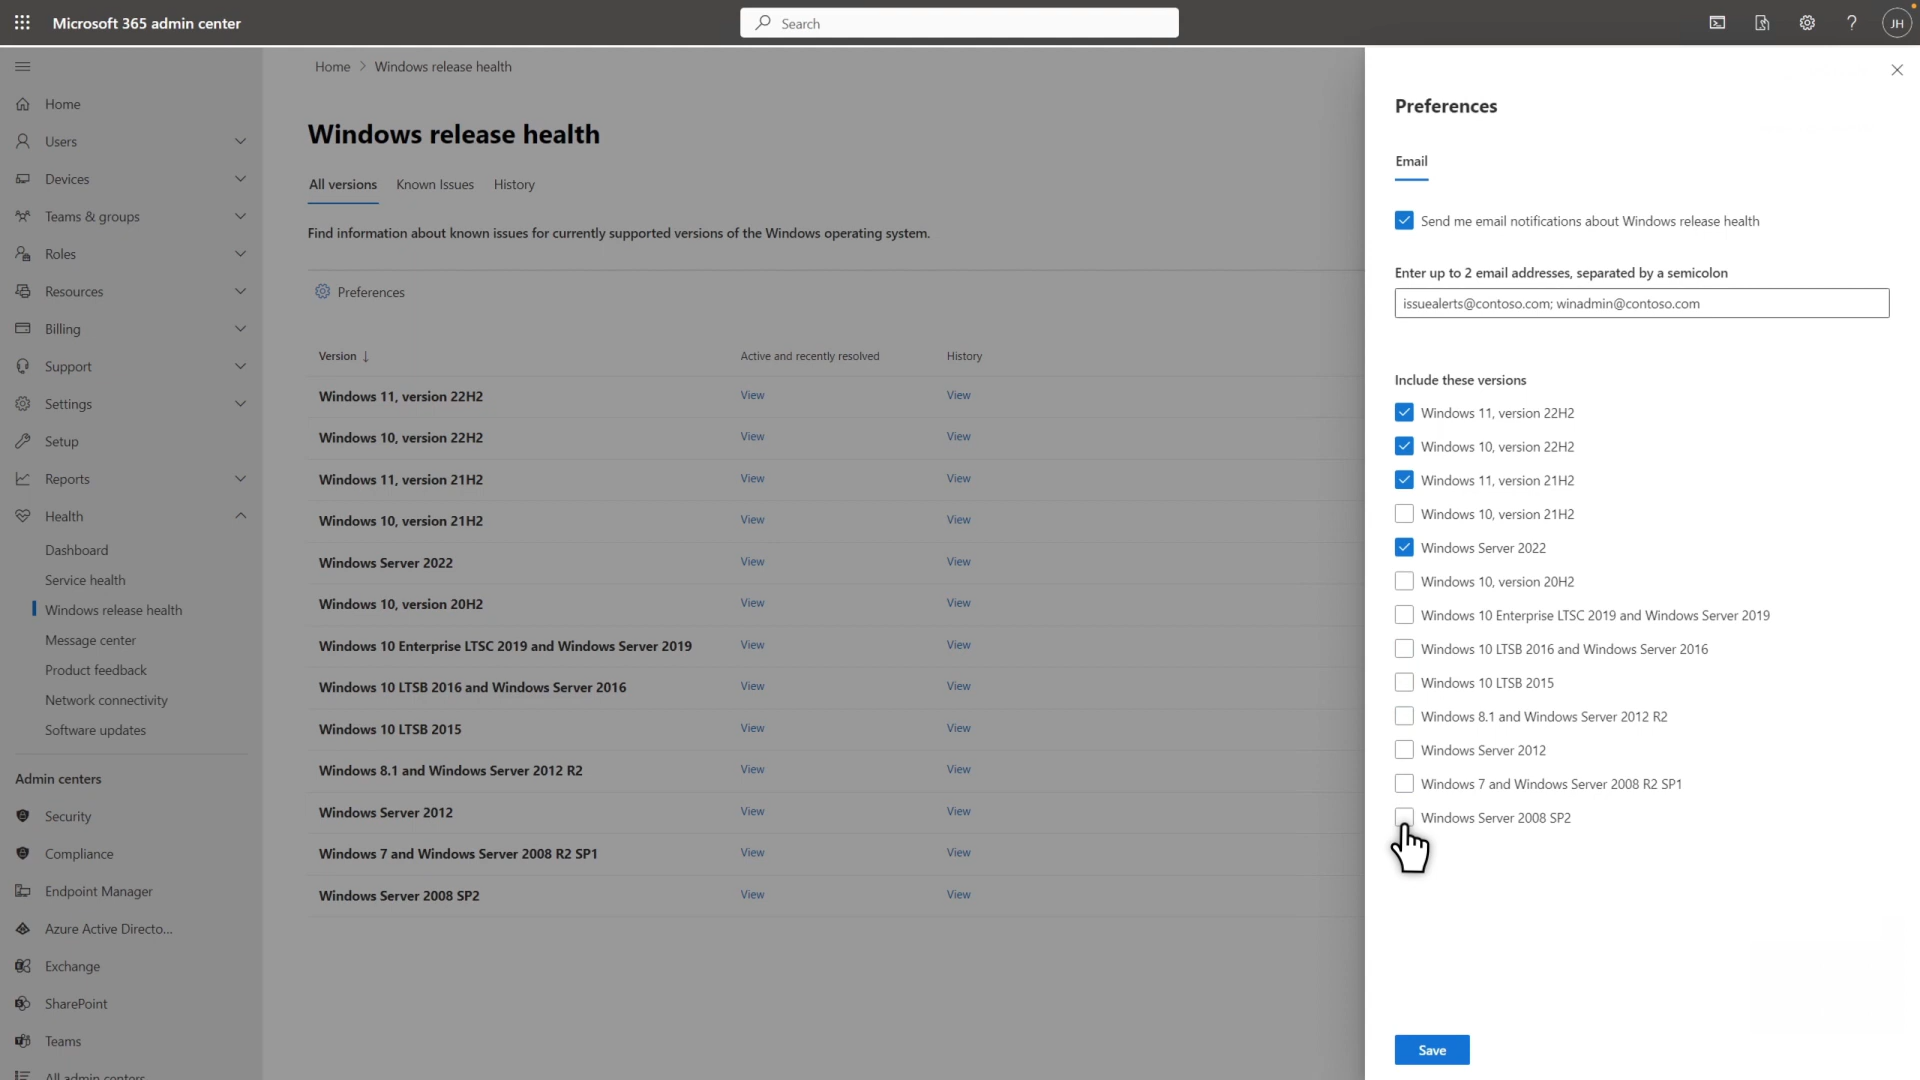 Microsoft 365 admin center
Search
JH
Home
Users
Devices
Teams & groups
Roles
Resources
Billing
Support
Settings
Setup
Reports
Health
Dashboard
Service health
Windows release health
Message center
Product feedback
Network connectivity
Software updates
Admin centers
Security
Compliance
Endpoint Manager
Azure Active Directo...
Exchange
SharePoint
Teams
All admin centers
Home > Windows release health
Windows release health
All versions Known Issues History
Find information about known issues for currently supported versions of the Windows operating system.
Preferences
Version ↓ Active and recently resolved History
Windows 11, version 22H2 View View
Windows 10, version 22H2 View View
Windows 11, version 21H2 View View
Windows 10, version 21H2 View View
Windows Server 2022 View View
Windows 10, version 20H2 View View
Windows 10 Enterprise LTSC 2019 and Windows Server 2019 View View
Windows 10 LTSB 2016 and Windows Server 2016 View View
Windows 10 LTSB 2015 View View
Windows 8.1 and Windows Server 2012 R2 View View
Windows Server 2012 View View
Windows 7 and Windows Server 2008 R2 SP1 View View
Windows Server 2008 SP2 View View
Preferences
Email
Send me email notifications about Windows release health
Enter up to 2 email addresses, separated by a semicolon
issuealerts@contoso.com; winadmin@contoso.com
Include these versions
Windows 11, version 22H2
Windows 10, version 22H2
Windows 11, version 21H2
Windows 10, version 21H2
Windows Server 2022
Windows 10, version 20H2
Windows 10 Enterprise LTSC 2019 and Windows Server 2019
Windows 10 LTSB 2016 and Windows Server 2016
Windows 10 LTSB 2015
Windows 8.1 and Windows Server 2012 R2
Windows Server 2012
Windows 7 and Windows Server 2008 R2 SP1
Windows Server 2008 SP2
Save